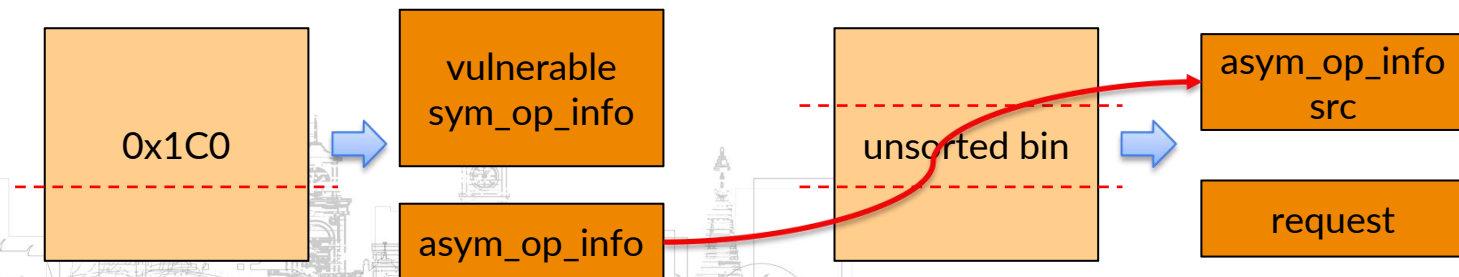 0x1C0
vulnerable
sym_op_info
asym_op_info
unsorted bin
asym_op_info
src
request